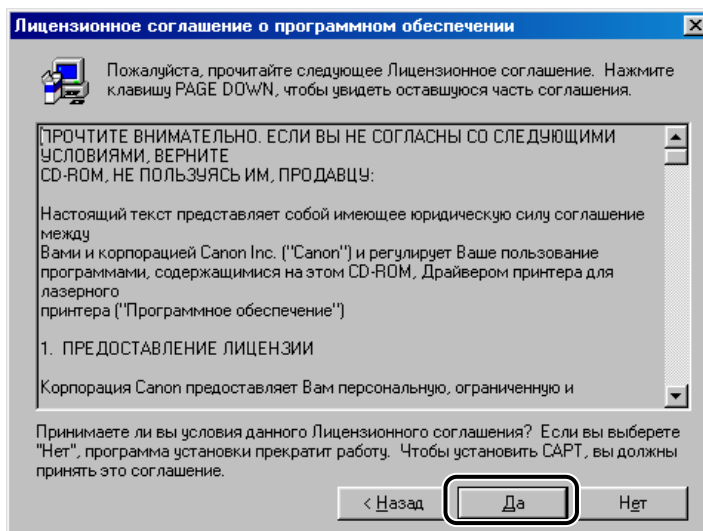 Лицензионное соглашение о программном обеспечении
Пожалуйста, прочитайте следующее Лицензионное соглашение. Нажмите
клавишу PAGE DOWN, чтобы увидеть оставшуюся часть соглашения.
ПРОЧТИТЕ ВНИМАТЕЛЬНО. ЕСЛИ ВЫ НЕ СОГЛАСНЫ СО СЛЕДУЮЩИМИ
УСЛОВИЯМИ, ВЕРНИТЕ
CD-ROM, НЕ ПОЛЬЗУЯСЬ ИМ, ПРОДАВЦУ:
Настоящий текст представляет собой имеющее юридическую силу соглашение
между
Вами и корпорацией Canon Inc. ("Canon") и регулирует Ваше пользование
программами, содержащимися на этом CD-ROM, Драйвером принтера для
лазерного
принтера ("Программное обеспечение")
1. ПРЕДОСТАВЛЕНИЕ ЛИЦЕНЗИИ
Корпорация Canon предоставляет Вам персональную, ограниченную и
Принимаете ли вы условия данного Лицензионного соглашения? Если вы выберете
"Нет", программа установки прекратит работу. Чтобы установить CAPT, вы должны
принять это соглашение.
< Назад Да Нет